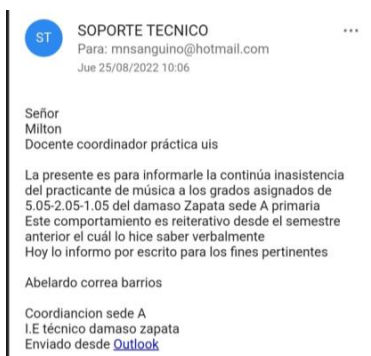 ST
SOPORTE TECNICO
Para: mnsanguino@hotmail.com
Jue 25/08/2022 10:06
Señor
Milton
Docente coordinador práctica uis
La presente es para informarle la continúa inasistencia
del practicante de música a los grados asignados de
5.05-2.05-1.05 del damaso Zapata sede A primaria
Este comportamiento es reiterativo desde el semestre
anterior el cuál lo hice saber verbalmente
Hoy lo informo por escrito para los fines pertinentes
Abelardo correa barrios
Coordiancion sede A
I.E técnico damaso zapata
Enviado desde Outlook